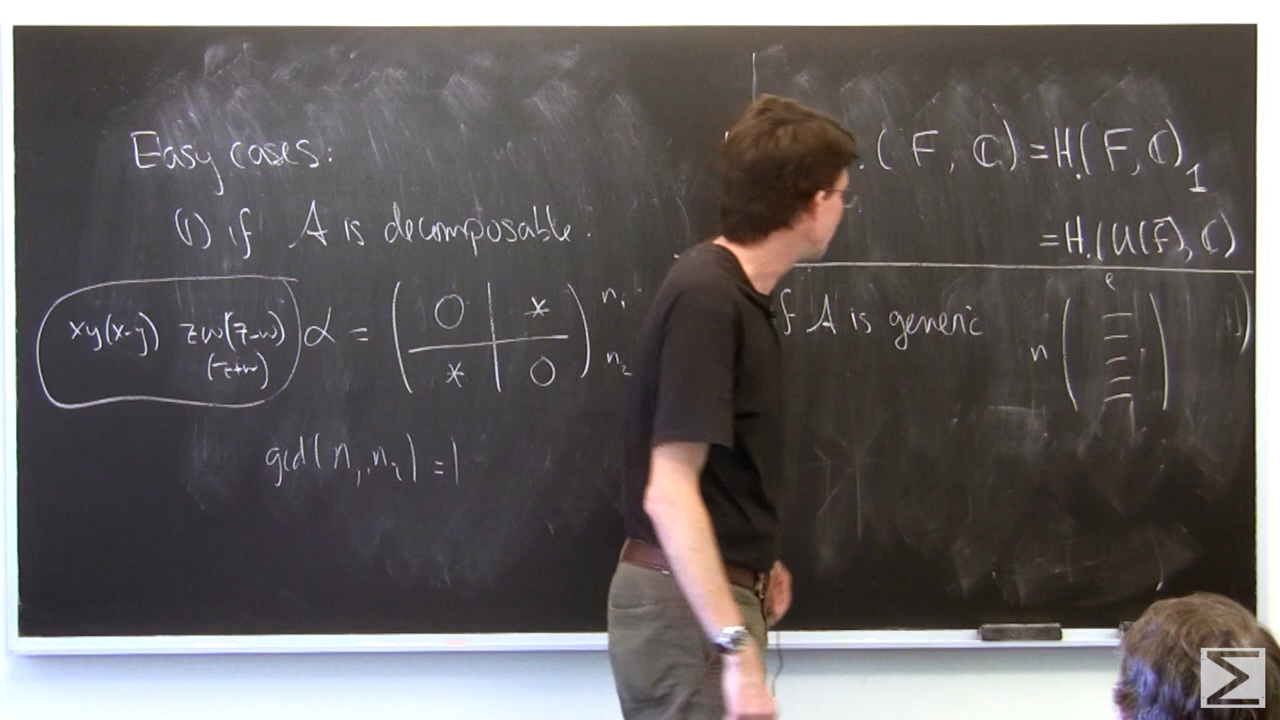 Easy cases:
(1) if A is decomposable.
xy(x-y) zw(z-w)
(z+w)
α = ( 0 | * ) n₁
( * | 0 ) n₂
gcd(n₁, n₂) = 1
.( F, ℂ) = H.(F, ℂ)₁
= H.(U(F), ℂ)
f A is generic
ℓ
n ( )
Σ